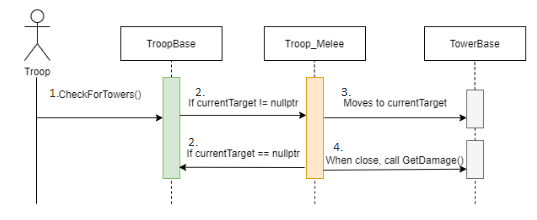 TroopBase
Troop_Melee
TowerBase
Troop
1.CheckForTowers()
2.
If currentTarget != nullptr
3.
Moves to currentTarget
2.
If currentTarget == nullptr
4.
When close, call GetDamage()